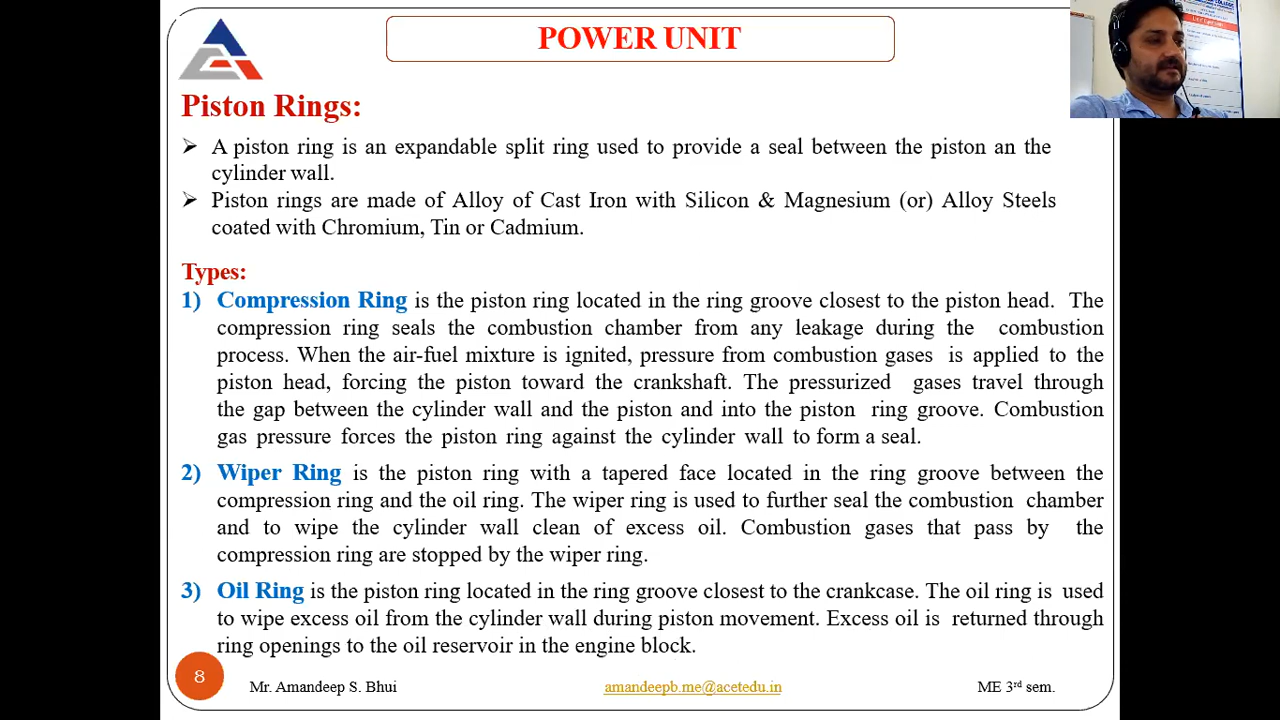 POWER UNIT
Piston Rings:
➢ A piston ring is an expandable split ring used to provide a seal between the piston an the
cylinder wall.
➢ Piston rings are made of Alloy of Cast Iron with Silicon & Magnesium (or) Alloy Steels
coated with Chromium, Tin or Cadmium.
Types:
1) Compression Ring is the piston ring located in the ring groove closest to the piston head. The
compression ring seals the combustion chamber from any leakage during the combustion
process. When the air-fuel mixture is ignited, pressure from combustion gases is applied to the
piston head, forcing the piston toward the crankshaft. The pressurized gases travel through
the gap between the cylinder wall and the piston and into the piston ring groove. Combustion
gas pressure forces the piston ring against the cylinder wall to form a seal.
2) Wiper Ring is the piston ring with a tapered face located in the ring groove between the
compression ring and the oil ring. The wiper ring is used to further seal the combustion chamber
and to wipe the cylinder wall clean of excess oil. Combustion gases that pass by the
compression ring are stopped by the wiper ring.
3) Oil Ring is the piston ring located in the ring groove closest to the crankcase. The oil ring is used
to wipe excess oil from the cylinder wall during piston movement. Excess oil is returned through
ring openings to the oil reservoir in the engine block.
8
Mr. Amandeep S. Bhui amandeepb.me@acetedu.in ME 3rd sem.